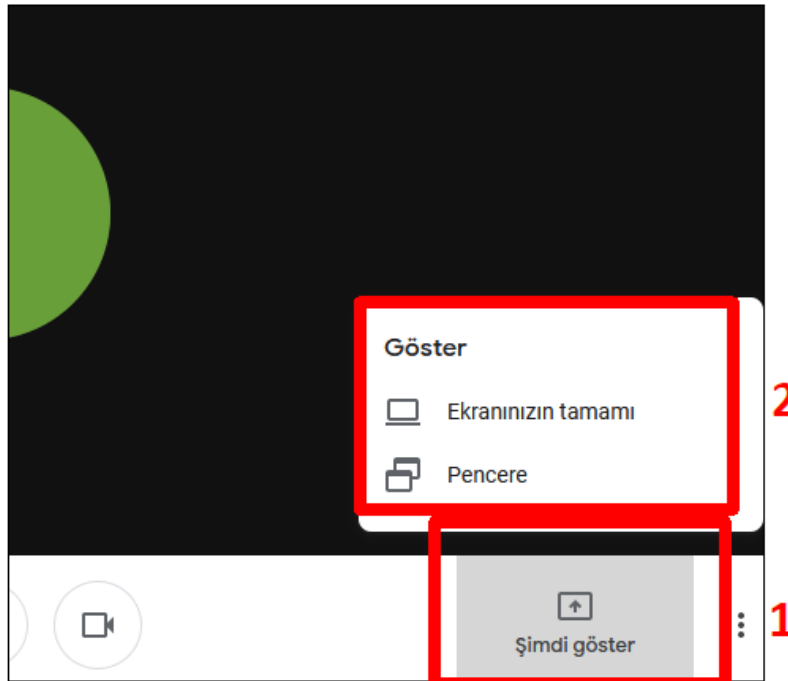 Göster
Ekranınızın tamamı
2
Pencere
Şimdi göster
1